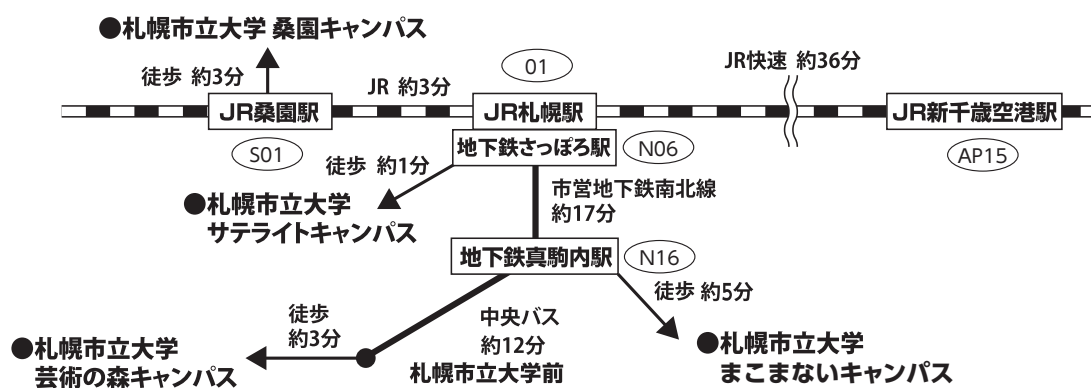 ●札幌市立大学 桑園キャンパス
徒歩 約3分
JR 約3分
01
JR快速 約36分
JR桑園駅
JR札幌駅
JR新千歳空港駅
S01
地下鉄さっぽろ駅
N06
AP15
徒歩 約1分
●札幌市立大学
サテライトキャンパス
市営地下鉄南北線
約17分
地下鉄真駒内駅
N16
徒歩 約5分
徒歩
約3分
中央バス
約12分
札幌市立大学前
●札幌市立大学
芸術の森キャンパス
●札幌市立大学
まこまないキャンパス